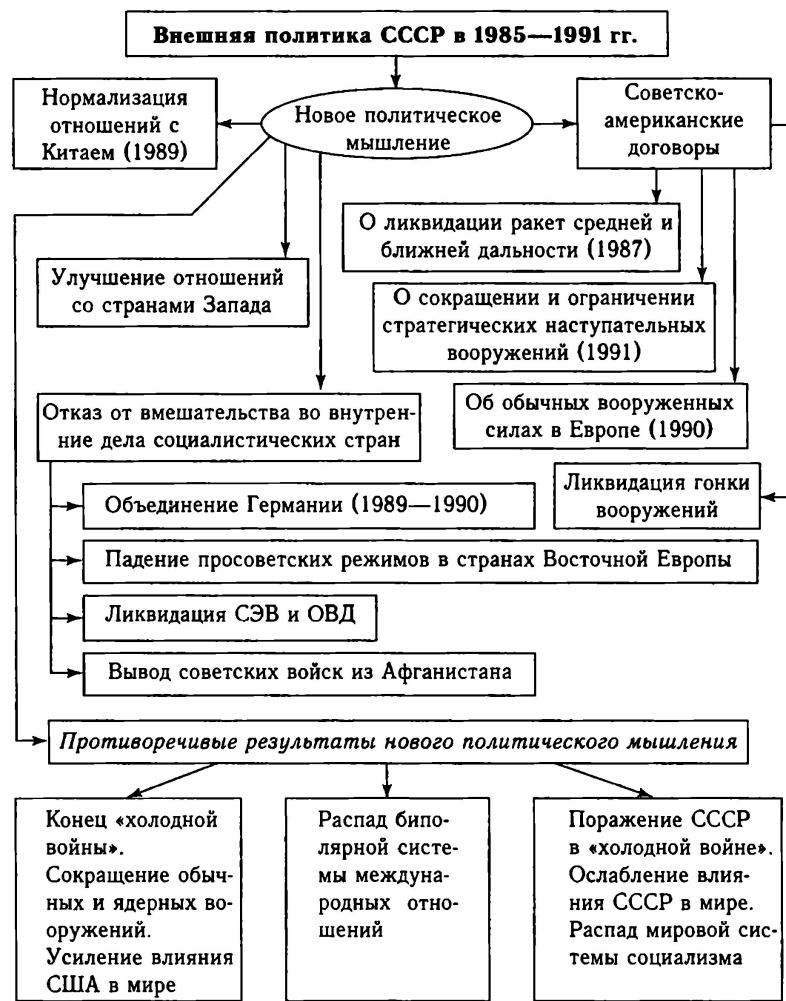 Внешняя политика СССР в 1985—1991 гг.
Нормализация
отношений с
Китаем (1989)
Новое политическое
мышление
Советско-
американские
договоры
О ликвидации ракет средней и
ближней дальности (1987)
Улучшение отношений
со странами Запада
О сокращении и ограничении
стратегических наступательных
вооружений (1991)
Отказ от вмешательства во внутрен-
ние дела социалистических стран
Об обычных вооруженных
силах в Европе (1990)
Объединение Германии (1989—1990)
Ликвидация гонки
вооружений
Падение просоветских режимов в странах Восточной Европы
Ликвидация СЭВ и ОВД
Вывод советских войск из Афганистана
Противоречивые результаты нового политического мышления
Конец «холодной
войны».
Сокращение обыч-
ных и ядерных во-
оружений.
Усиление влияния
США в мире
Распад бипо-
лярной систе-
мы междуна-
родных отно-
шений
Поражение СССР
в «холодной войне».
Ослабление влия-
ния СССР в мире.
Распад мировой сис-
темы социализма